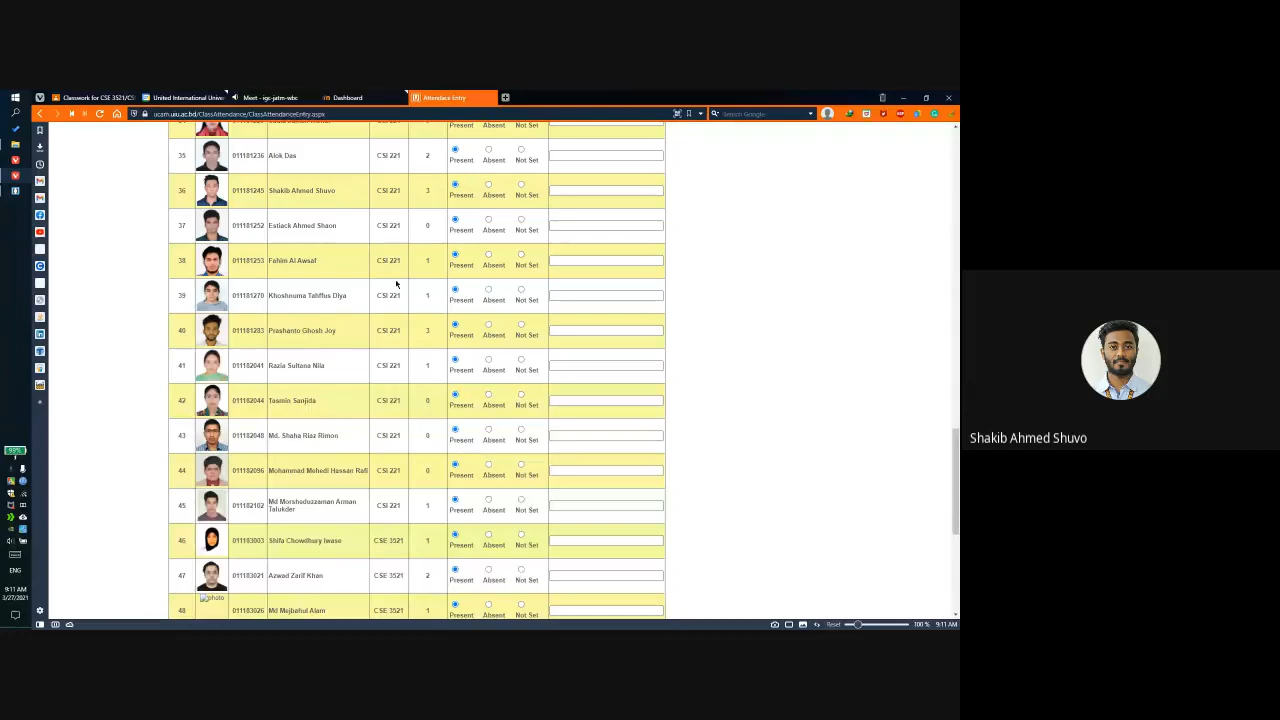 Classwork for CSE 3521/CS
United International Unive
Meet - igc-jatm-wbc
Dashboard
Attendace Entry
ucam.uiu.ac.bd/ClassAttendance/ClassAttendanceEntry.aspx
Search Google
Present Absent Not Set
35 011181236 Alok Das CSI 221 2 Present Absent Not Set
36 011181245 Shakib Ahmed Shuvo CSI 221 3 Present Absent Not Set
37 011181252 Estiack Ahmed Shaon CSI 221 0 Present Absent Not Set
38 011181253 Fahim Al Awsaf CSI 221 1 Present Absent Not Set
39 011181270 Khoshnuma Tahffus Diya CSI 221 1 Present Absent Not Set
40 011181283 Prashanto Ghosh Joy CSI 221 3 Present Absent Not Set
41 011182041 Razia Sultana Nila CSI 221 1 Present Absent Not Set
42 011182044 Tasmin Sanjida CSI 221 0 Present Absent Not Set
43 011182048 Md. Shaha Riaz Rimon CSI 221 0 Present Absent Not Set
44 011182096 Mohammad Mehedi Hassan Rafi CSI 221 0 Present Absent Not Set
45 011182102 Md Morsheduzzaman Arman Talukder CSI 221 1 Present Absent Not Set
46 011183003 Shifa Chowdhury Iwase CSE 3521 1 Present Absent Not Set
47 011183021 Azwad Zarif Khan CSE 3521 2 Present Absent Not Set
48 photo 011183026 Md Mejbahul Alam CSE 3521 1 Present Absent Not Set
99%
ENG
9:11 AM
3/27/2021
Reset 100 % 9:11 AM
Shakib Ahmed Shuvo